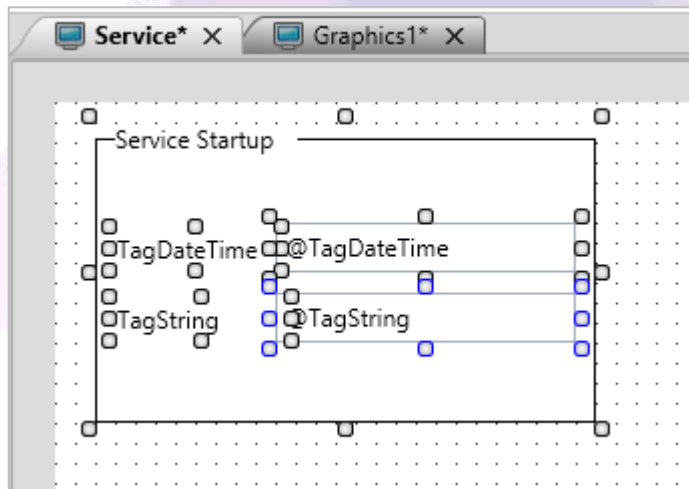 Service* X Graphics1* X
Service Startup
TagDateTime @TagDateTime
TagString @TagString